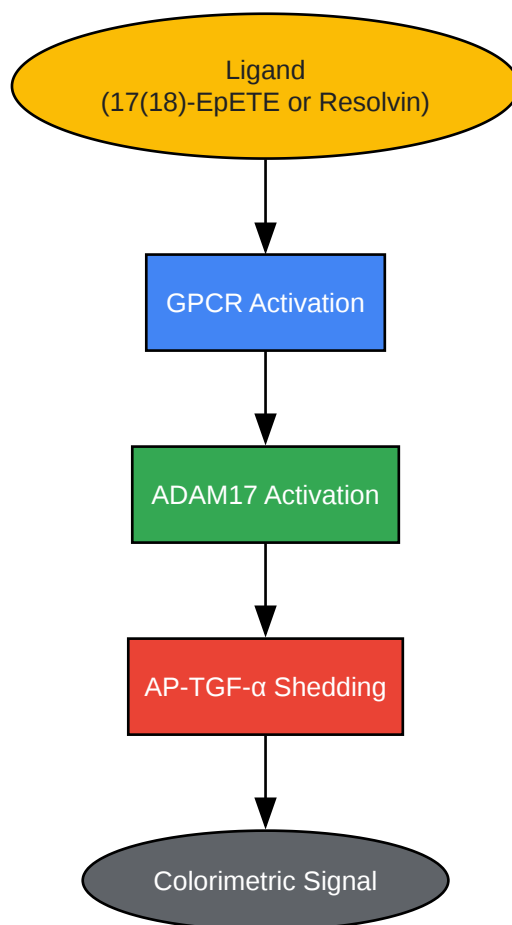 Ligand
(17(18)-EpETE or Resolvin)
GPCR Activation
ADAM17 Activation
AP-TGF-α Shedding
Colorimetric Signal